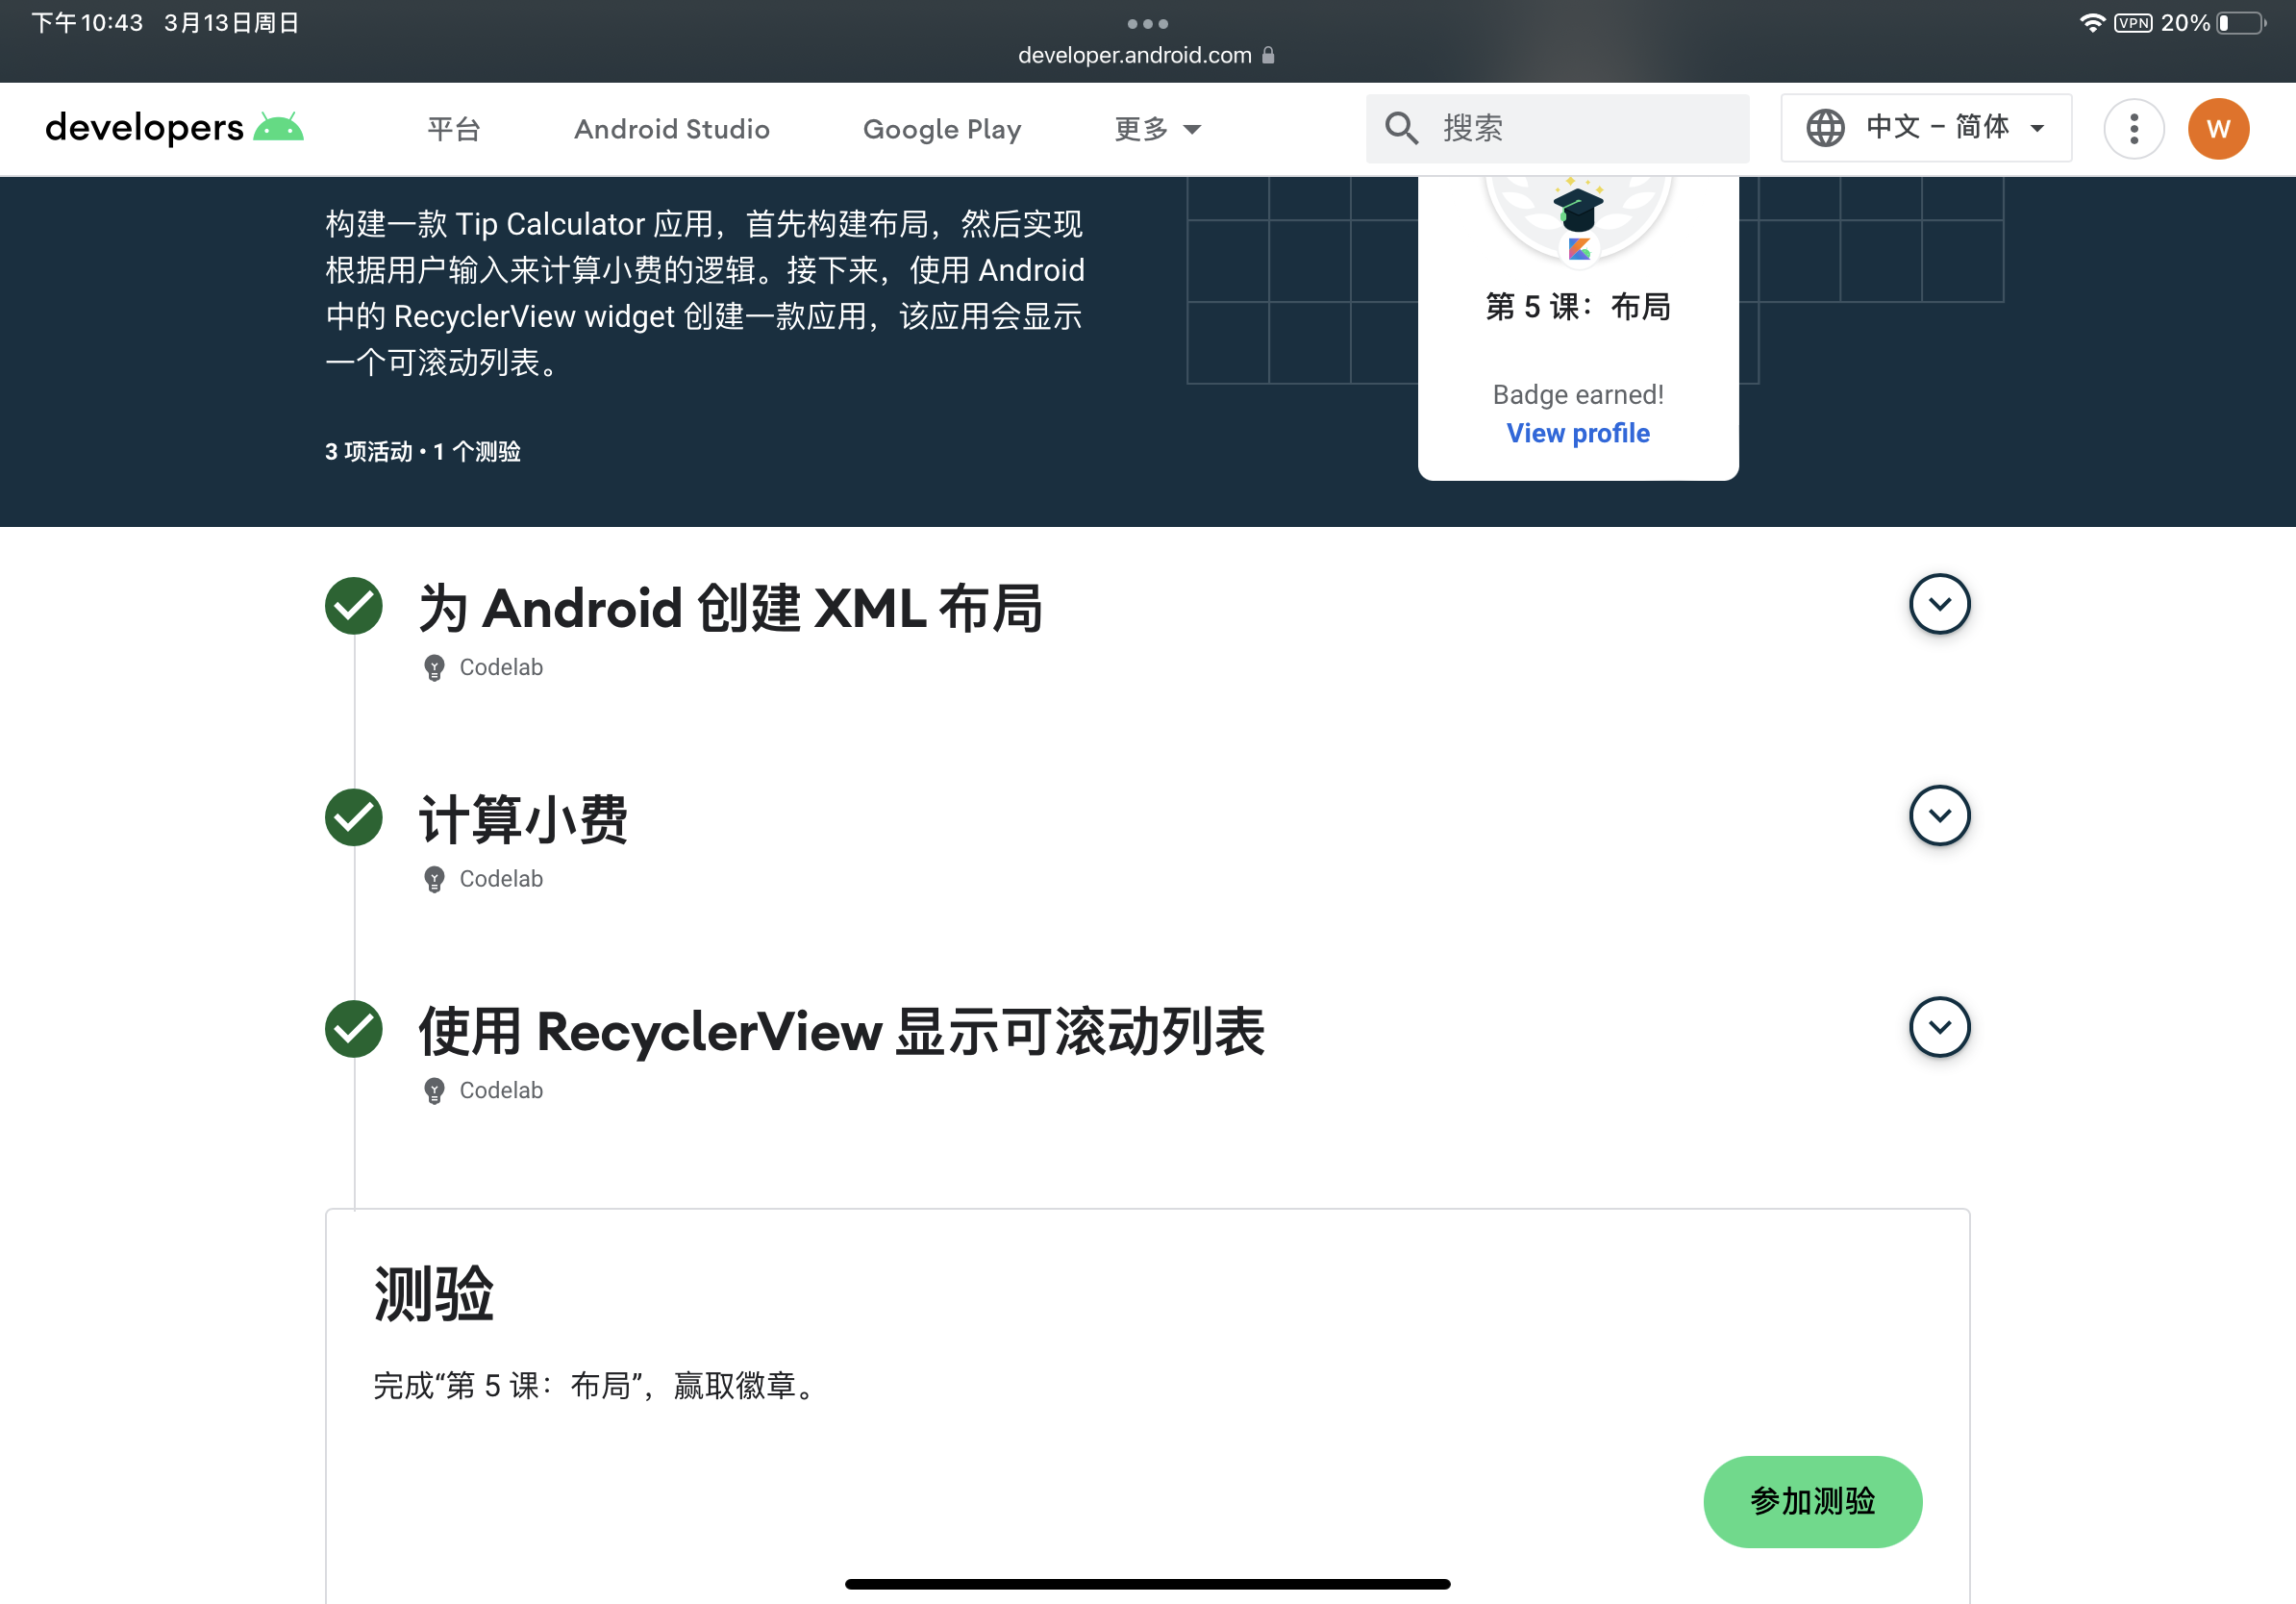 下午10:43 3月13日周日
VPN 20%
developer.android.com
developers 平台 Android Studio Google Play 更多 搜索 中文 – 简体 W
构建一款 Tip Calculator 应用，首先构建布局，然后实现
根据用户输入来计算小费的逻辑。接下来，使用 Android
中的 RecyclerView widget 创建一款应用，该应用会显示
一个可滚动列表。
3 项活动 • 1 个测验
第 5 课：布局
Badge earned!
View profile
为 Android 创建 XML 布局
Codelab
计算小费
Codelab
使用 RecyclerView 显示可滚动列表
Codelab
测验
完成“第 5 课：布局”，赢取徽章。
参加测验